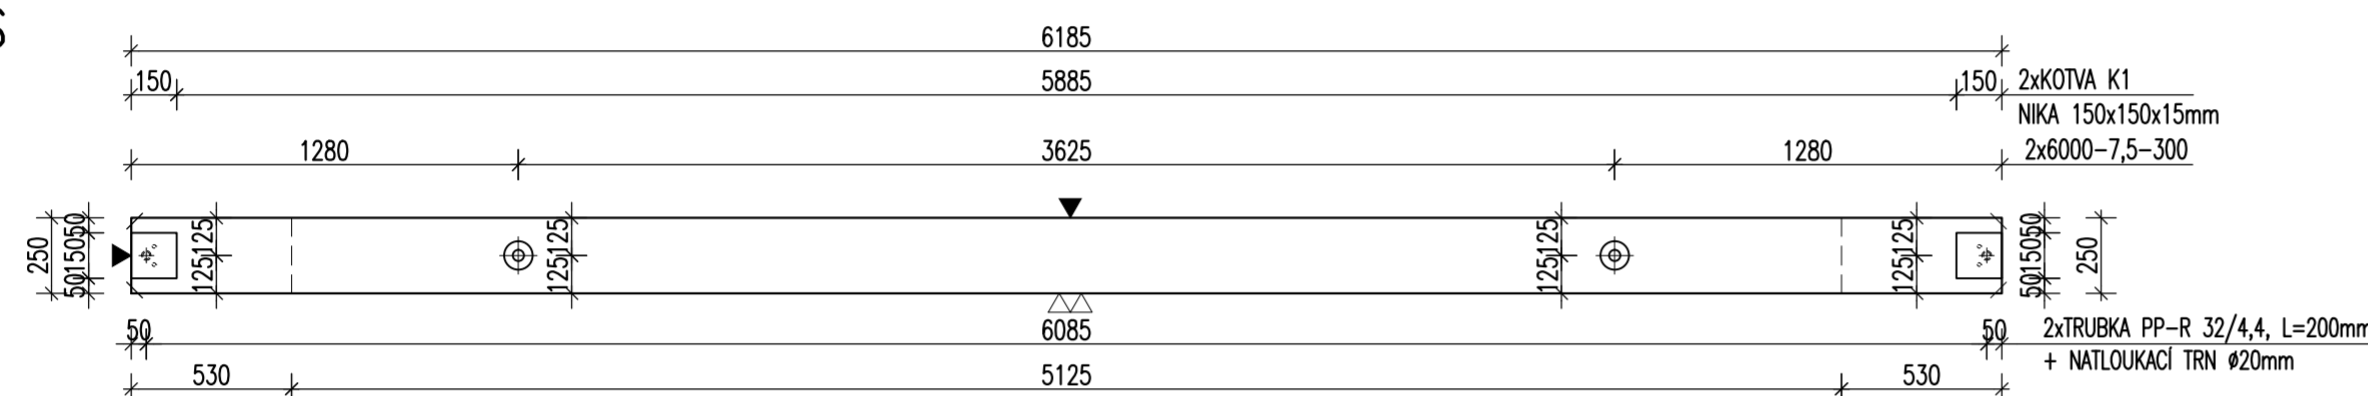 6185
150 5885 150 2xKOTVA K1
NIKA 150x150x15mm
1280 3625 1280 2x6000-7,5-300
250 50 150 50 125 125 125 125 125 125 125 125 50 150 50 250
50 6085 50 2xTRUBKA PP-R 32/4,4, L=200mm
+ NATLOUKACÍ TRN ø20mm
530 5125 530